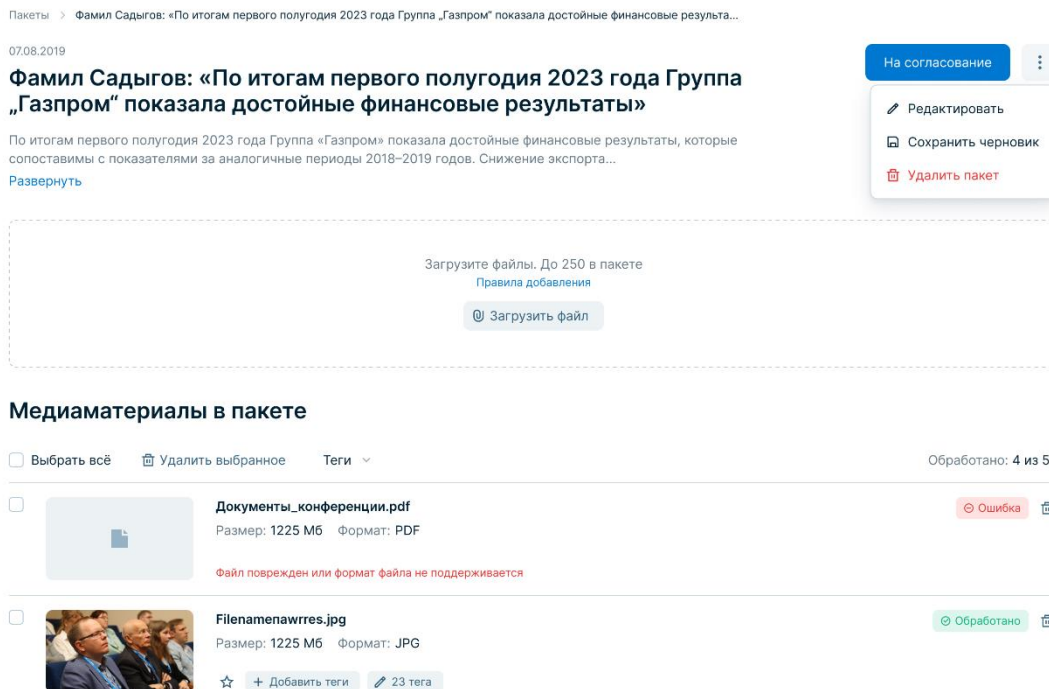 Пакеты > Фамил Садыгов: «По итогам первого полугодия 2023 года Группа „Газпром“ показала достойные финансовые результа...
07.08.2019
Фамил Садыгов: «По итогам первого полугодия 2023 года Группа
„Газпром“ показала достойные финансовые результаты»
На согласование
Редактировать
Сохранить черновик
Удалить пакет
По итогам первого полугодия 2023 года Группа «Газпром» показала достойные финансовые результаты, которые
сопоставимы с показателями за аналогичные периоды 2018–2019 годов. Снижение экспорта...
Развернуть
Загрузите файлы. До 250 в пакете
Правила добавления
Загрузить файл
Медиаматериалы в пакете
Выбрать всё Удалить выбранное Теги Обработано: 4 из 5
Документы_конференции.pdf
Ошибка
Размер: 1225 Мб Формат: PDF
Файл поврежден или формат файла не поддерживается
Filenameпawrres.jpg
Обработано
Размер: 1225 Мб Формат: JPG
+ Добавить теги 23 тега